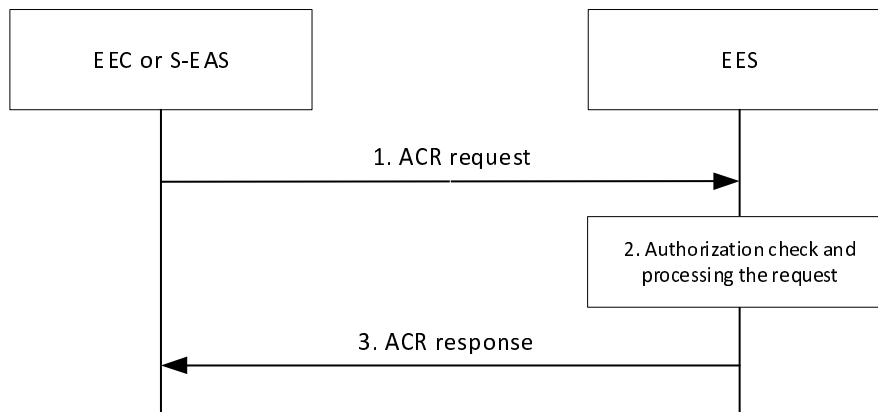 EEC or S-EAS
EES
1. ACR request
2. Authorization check and
processing the request
3. ACR response